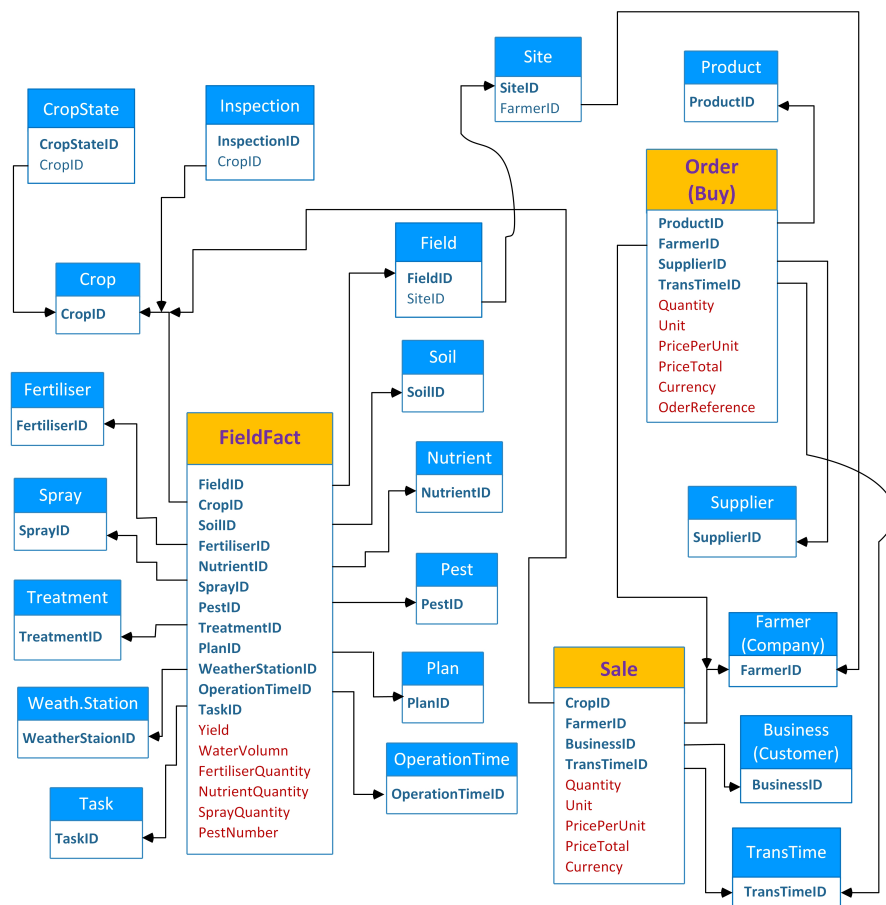 Site
SiteID
FarmerID
Product
ProductID
CropState
CropStateID
CropID
Inspection
InspectionID
CropID
Order
(Buy)
ProductID
FarmerID
SupplierID
TransTimeID
Quantity
Unit
PricePerUnit
PriceTotal
Currency
OderReference
Field
FieldID
SiteID
Crop
CropID
Soil
SoilID
Fertiliser
FertiliserID
FieldFact
FieldID
CropID
SoilID
FertiliserID
NutrientID
SprayID
PestID
TreatmentID
PlanID
WeatherStationID
OperationTimeID
TaskID
Yield
WaterVolumn
FertiliserQuantity
NutrientQuantity
SprayQuantity
PestNumber
Nutrient
NutrientID
Spray
SprayID
Supplier
SupplierID
Pest
PestID
Treatment
TreatmentID
Farmer
(Company)
FarmerID
Sale
CropID
FarmerID
BusinessID
TransTimeID
Quantity
Unit
PricePerUnit
PriceTotal
Currency
Plan
PlanID
Weath.Station
WeatherStaionID
Business
(Customer)
BusinessID
OperationTime
OperationTimeID
Task
TaskID
TransTime
TransTimeID